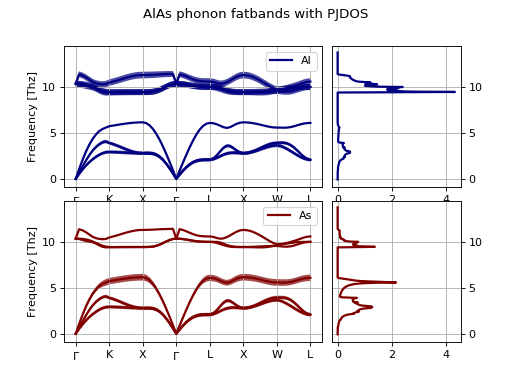 AlAs phonon fatbands with PJDOS
Frequency [Thz]
10
5
0
Al
Γ K X Γ L X W L
10
5
0
0 2 4
Frequency [Thz]
10
5
0
As
Γ K X Γ L X W L
10
5
0
0 2 4